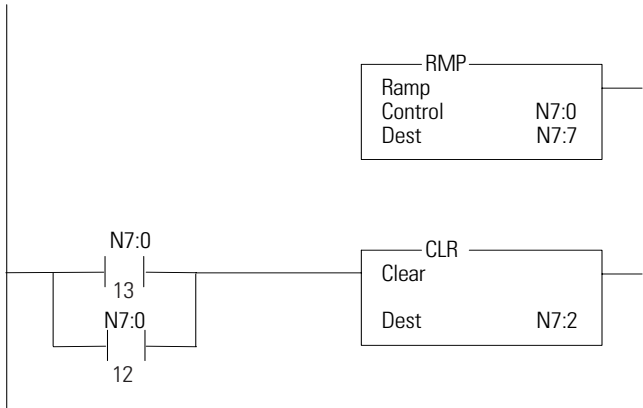 RMP
Ramp
Control N7:0
Dest N7:7
N7:0
13
N7:0
12
CLR
Clear
Dest N7:2